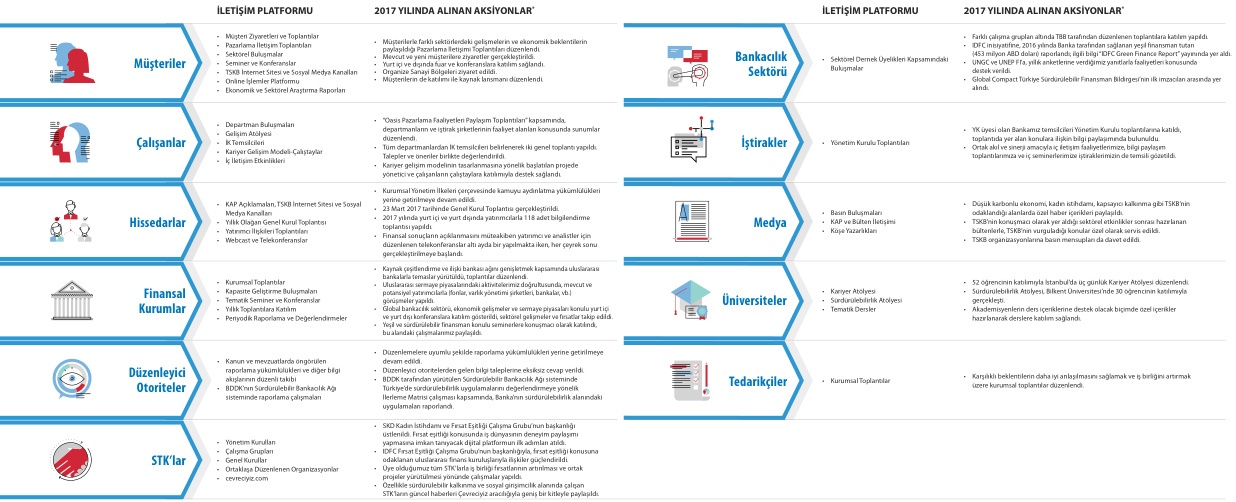 İLETİŞİM PLATFORMU
2017 YILINDA ALINAN AKSİYONLAR*
Müşteriler
• Müşteri Ziyaretleri ve Toplantılar
• Pazarlama İletişim Toplantıları
• Sektörel Buluşmalar
• Seminer ve Konferanslar
• TSKB İnternet Sitesi ve Sosyal Medya Kanalları
• Online İşlemler Platformu
• Ekonomik ve Sektörel Araştırma Raporları
• Müşterilerle farklı sektörlerdeki gelişmelerin ve ekonomik beklentilerin
paylaşıldığı Pazarlama İletişimi Toplantıları düzenlendi.
• Mevcut ve yeni müşterilere ziyaretler gerçekleştirildi.
• Yurt içi ve dışında fuar ve konferanslara katılım sağlandı.
• Organize Sanayi Bölgeleri ziyaret edildi.
• Müşterilerin de katılımı ile kaynak lansmanı düzenlendi.
Çalışanlar
• Departman Buluşmaları
• Gelişim Atölyesi
• İK Temsilcileri
• Kariyer Gelişim Modeli-Çalıştaylar
• İç İletişim Etkinlikleri
• "Oasis Pazarlama Faaliyetleri Paylaşım Toplantıları" kapsamında,
departmanların ve iştirak şirketlerinin faaliyet alanları konusunda sunumlar
düzenlendi.
• Tüm departmanlardan İK temsilcileri belirlenerek iki genel toplantı yapıldı.
Talepler ve önenler birlikte değerlendirildi.
• Kariyer gelişim modelinin tasarlanmasına yönelik başlatılan projede
yönetici ve çalışanların çalıştaylara katılımıyla destek sağlandı.
Hissedarlar
• KAP Açıklamaları, TSKB İnternet Sitesi ve Sosyal
Medya Kanalları
• Yıllık Olağan Genel Kurul Toplantısı
• Yatırımcı İlişkileri Toplantıları
• Webcast ve Telekonferanslar
• Kurumsal Yönetim İlkeleri çerçevesinde kamuyu aydınlatma yükümlülükleri
yerine getirilmeye devam edildi.
• 23 Mart 2017 tarihinde Genel Kurul Toplantısı gerçekleştirildi.
• 2017 yılında yurt içi ve yurt dışında yatırımcılarla 118 adet bilgilendirme
toplantısı yapıldı.
• Finansal sonuçların açıklanmasını müteakiben yatırımcı ve analistler için
düzenlenen telekonferanslar altı ayda bir yapılmakta iken, her çeyrek sonu
gerçekleştirilmeye başlandı.
Finansal
Kurumlar
• Kurumsal Toplantılar
• Kapasite Geliştirme Buluşmaları
• Tematik Seminer ve Konferanslar
• Yıllık Toplantılara Katılım
• Periyodik Raporlama ve Değerlendirmeler
• Kaynak çeşitlendirme ve ilişki bankası ağını genişletmek kapsamında uluslararası
bankalarla temaslar yürütüldü, toplantılar düzenlendi.
• Uluslararası sermaye piyasalarındaki aktivitelerimiz doğrultusunda, mevcut ve
potansiyel yatırımcılarla (fonlar, varlık yönetimi şirketleri, bankalar, vb.)
görüşmeler yapıldı.
• Global bankacılık sektörü, ekonomik gelişmeler ve sermaye piyasaları konulu yurt içi
ve yurt dışı konferanslara katılım gösterildi, sektörel gelişmeler ve fırsatlar takip edildi.
• Yeşil ve sürdürülebilir finansman konulu seminerlere konuşmacı olarak katılındı,
bu alandaki çalışmalarımız paylaşıldı.
Düzenleyici
Otoriteler
• Kanun ve mevzuatlarda öngörülen
raporlama yükümlülükleri ve diğer bilgi
akışlarının düzenli takibi
• BDDK'nın Sürdürülebilir Bankacılık Ağı
sisteminde raporlama çalışmaları
• Düzenlemelere uyumlu şekilde raporlama yükümlülükleri yerine getirilmeye
devam edildi.
• Düzenleyici otoritelerden gelen bilgi taleplerine eksiksiz cevap verildi.
• BDDK tarafından yürütülen Sürdürülebilir Bankacılık Ağı sisteminde
Türkiye'de sürdürülebilirlik uygulamalarını değerlendirmeye yönelik
İlerleme Matrisi çalışması kapsamında, Banka'nın sürdürülebilirlik alanındaki
uygulamaları raporlandı.
STK'lar
• Yönetim Kurulları
• Çalışma Grupları
• Genel Kurullar
• Ortaklaşa Düzenlenen Organizasyonlar
• cevreciyiz.com
• SKD Kadın İstihdamı ve Fırsat Eşitliği Çalışma Grubu'nun başkanlığı
üstlenildi. Fırsat eşitliği konusunda iş dünyasının deneyim paylaşımı
yapmasına imkan tanıyacak dijital platformun ilk adımları atıldı.
• IDFC Fırsat Eşitliği Çalışma Grubu'nun başkanlığıyla, fırsat eşitliği konusuna
odaklanan uluslararası finans kuruluşlarıyla ilişkiler güçlendirildi.
• Üye olduğumuz tüm STK'larla iş birliği fırsatlarının artırılması ve ortak
projeler yürütülmesi yönünde çalışmalar yapıldı.
• Özellikle sürdürülebilir kalkınma ve sosyal girişimcilik alanında çalışan
STK'ların güncel haberleri Çevreciyiz aracılığıyla geniş bir kitleyle paylaşıldı.
İLETİŞİM PLATFORMU
2017 YILINDA ALINAN AKSİYONLAR*
Bankacılık
Sektörü
• Sektörel Dernek Üyelikleri Kapsamındaki
Buluşmalar
• Farklı çalışma grupları altında TBB tarafından düzenlenen toplantılara katılım yapıldı.
• IDFC inisiyatifine, 2016 yılında Banka tarafından sağlanan yeşil finansman tutarı
(453 milyon ABD doları) raporlandı; ilgili bilgi "IDFC Green Finance Report" yayınında yer aldı.
• UNGC ve UNEP FI'a, yıllık anketlerine verdiğimiz yanıtlarla faaliyetleri konusunda
destek verildi.
• Global Compact Türkiye Sürdürülebilir Finansman Bildirgesi'nin ilk imzacıları arasında yer
alındı.
İştirakler
• Yönetim Kurulu Toplantıları
• YK üyesi olan Bankamız temsilcileri Yönetim Kurulu toplantılarına katıldı,
toplantıda yer alan konulara ilişkin bilgi paylaşımında bulunuldu.
• Ortak akıl ve sinerji amacıyla iç iletişim faaliyetlerimize, bilgi paylaşım
toplantılarımıza ve iç seminerlerimize iştiraklerimizin de temsili gözetildi.
Medya
• Basın Buluşmaları
• KAP ve Bülten İletişimi
• Köşe Yazarlıkları
• Düşük karbonlu ekonomi, kadın istihdamı, kapsayıcı kalkınma gibi TSKB'nin
odaklandığı alanlarda özel haber içerikleri paylaşıldı.
• TSKB'nin konuşmacı olarak yer aldığı sektörel etkinlikler sonrası hazırlanan
bültenlerle, TSKB'nin vurguladığı konular özel olarak servis edildi.
• TSKB organizasyonlarına basın mensupları da davet edildi.
Üniversiteler
• Kariyer Atölyesi
• Sürdürülebilirlik Atölyesi
• Tematik Dersler
• 52 öğrencinin katılımıyla İstanbul'da üç günlük Kariyer Atölyesi düzenlendi.
• Sürdürülebilirlik Atölyesi, Bilkent Üniversitesi'nde 30 öğrencinin katılımıyla
gerçekleşti.
• Akademisyenlerin ders içeriklerine destek olacak biçimde özel içerikler
hazırlanarak derslere katılım sağlandı.
Tedarikçiler
• Kurumsal Toplantılar
• Karşılıklı beklentilerin daha iyi anlaşılmasını sağlamak ve iş birliğini artırmak
üzere kurumsal toplantılar düzenlendi.